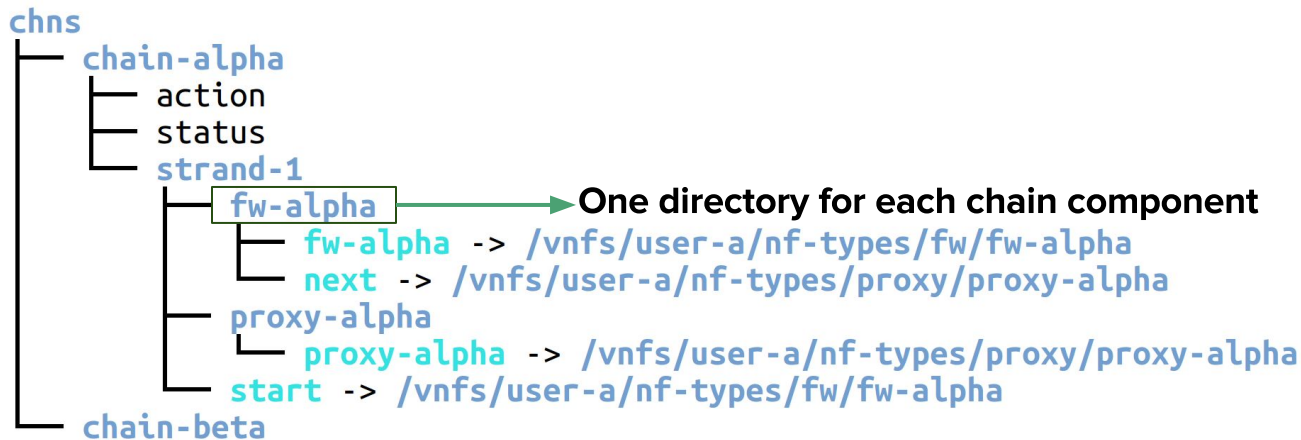 chns
chain-alpha
action
status
strand-1
fw-alpha One directory for each chain component
fw-alpha -> /vnfs/user-a/nf-types/fw/fw-alpha
next -> /vnfs/user-a/nf-types/proxy/proxy-alpha
proxy-alpha
proxy-alpha -> /vnfs/user-a/nf-types/proxy/proxy-alpha
start -> /vnfs/user-a/nf-types/fw/fw-alpha
chain-beta